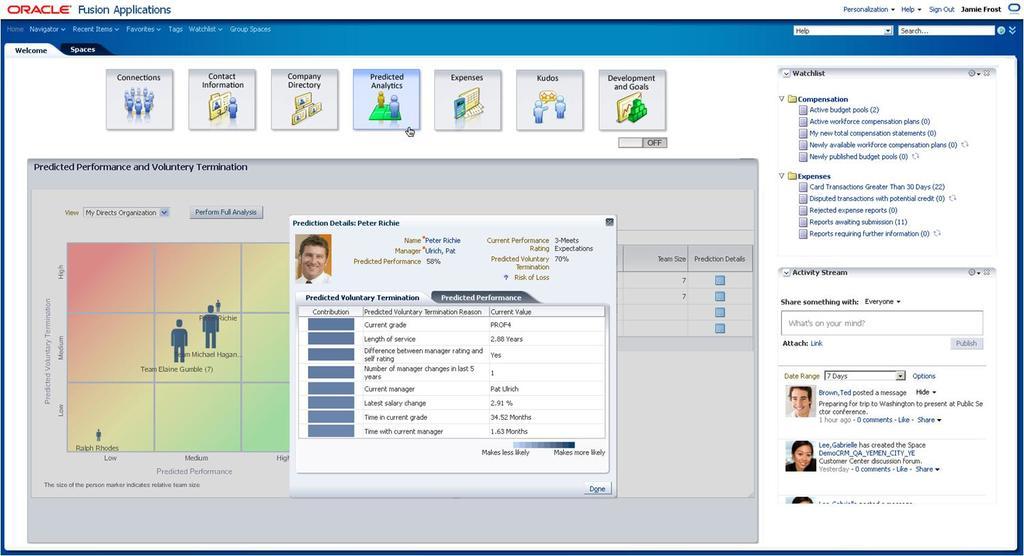 ORACLE Fusion Applications
Personalization Help Sign Out Jamie Frost
Home Navigator Recent Items Favorites Tags Watchlist Group Spaces
Help Search...
Welcome Spaces
Connections
Contact Information
Company Directory
Predicted Analytics
Expenses
Kudos
Development and Goals
OFF
Predicted Performance and Voluntery Termination
View My Directs Organization Perform Full Analysis
High
Medium
Low
Predicted Voluntary Termination
Richie
Michael Hagan...
Team Elaine Gumble (7)
Ralph Rhodes
Low Medium High
Predicted Performance
The size of the person marker indicates relative team size
Team Size Prediction Details
7
7
Prediction Details: Peter Richie
Name *Peter Richie
Manager *Ulrich, Pat
Predicted Performance 58%
Current Performance Rating 3-Meets Expectations
Predicted Voluntary Termination 70%
? Risk of Loss
Predicted Voluntary Termination Predicted Performance
Contribution Predicted Voluntary Termination Reason Current Value
Current grade PROF4
Length of service 2.88 Years
Difference between manager rating and self rating Yes
Number of manager changes in last 5 years 1
Current manager Pat Ulrich
Latest salary change 2.91 %
Time in current grade 34.52 Months
Time with current manager 1.63 Months
Makes less likely Makes more likely
Done
Watchlist
Compensation
Active budget pools (2)
Active workforce compensation plans (0)
My new total compensation statements (0)
Newly available workforce compensation plans (0)
Newly published budget pools (0)
Expenses
Card Transactions Greater Than 30 Days (22)
Disputed transactions with potential credit (0)
Rejected expense reports (0)
Reports awaiting submission (11)
Reports requiring further information (0)
Activity Stream
Share something with: Everyone
What's on your mind?
Attach: Link Publish
Date Range 7 Days Options
Brown,Ted posted a message Hide
Preparing for trip to Washington to present at Public Se
ctor conference.
1 hour ago - 0 comments - Like - Share
Lee,Gabrielle has created the Space
DemoCRM_QA_YEMEN_CITY_YE
Customer Center discussion forum.
Yesterday - 0 comments - Like - Share